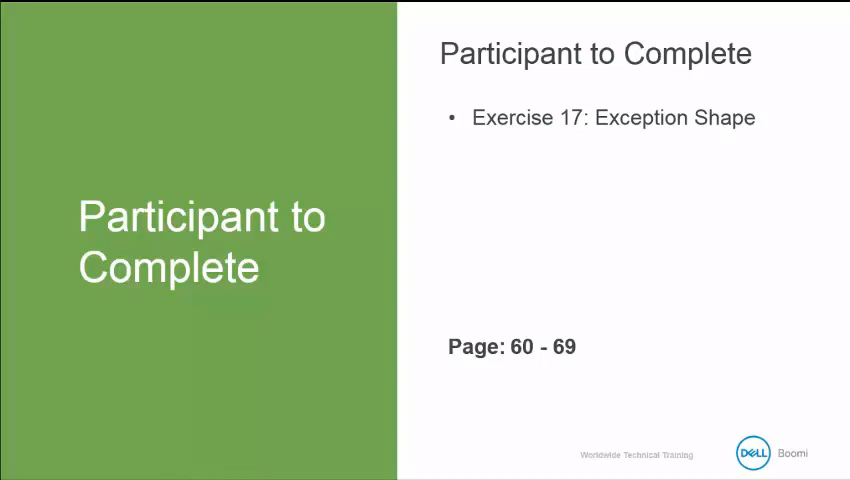 Participant to
Complete
Participant to Complete
• Exercise 17: Exception Shape
Page: 60 - 69
Worldwide Technical Training
DELL Boomi